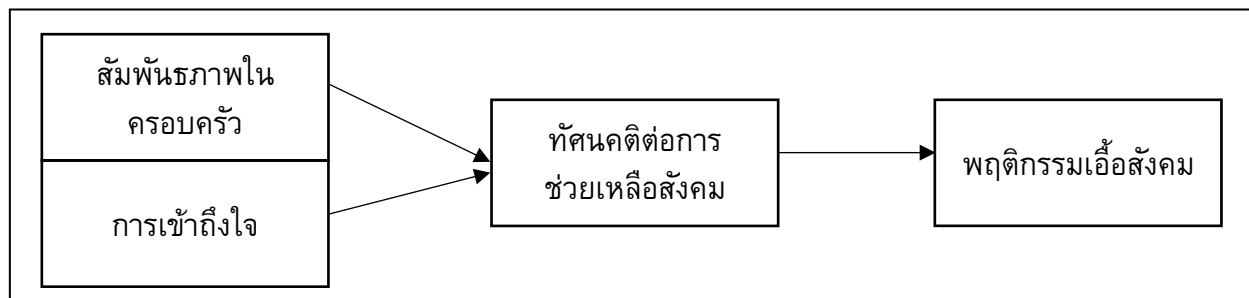 สัมพันธภาพใน
ครอบครัว
การเข้าถึงใจ
ทัศนคติต่อการ
ช่วยเหลือสังคม
พฤติกรรมเอื้อสังคม